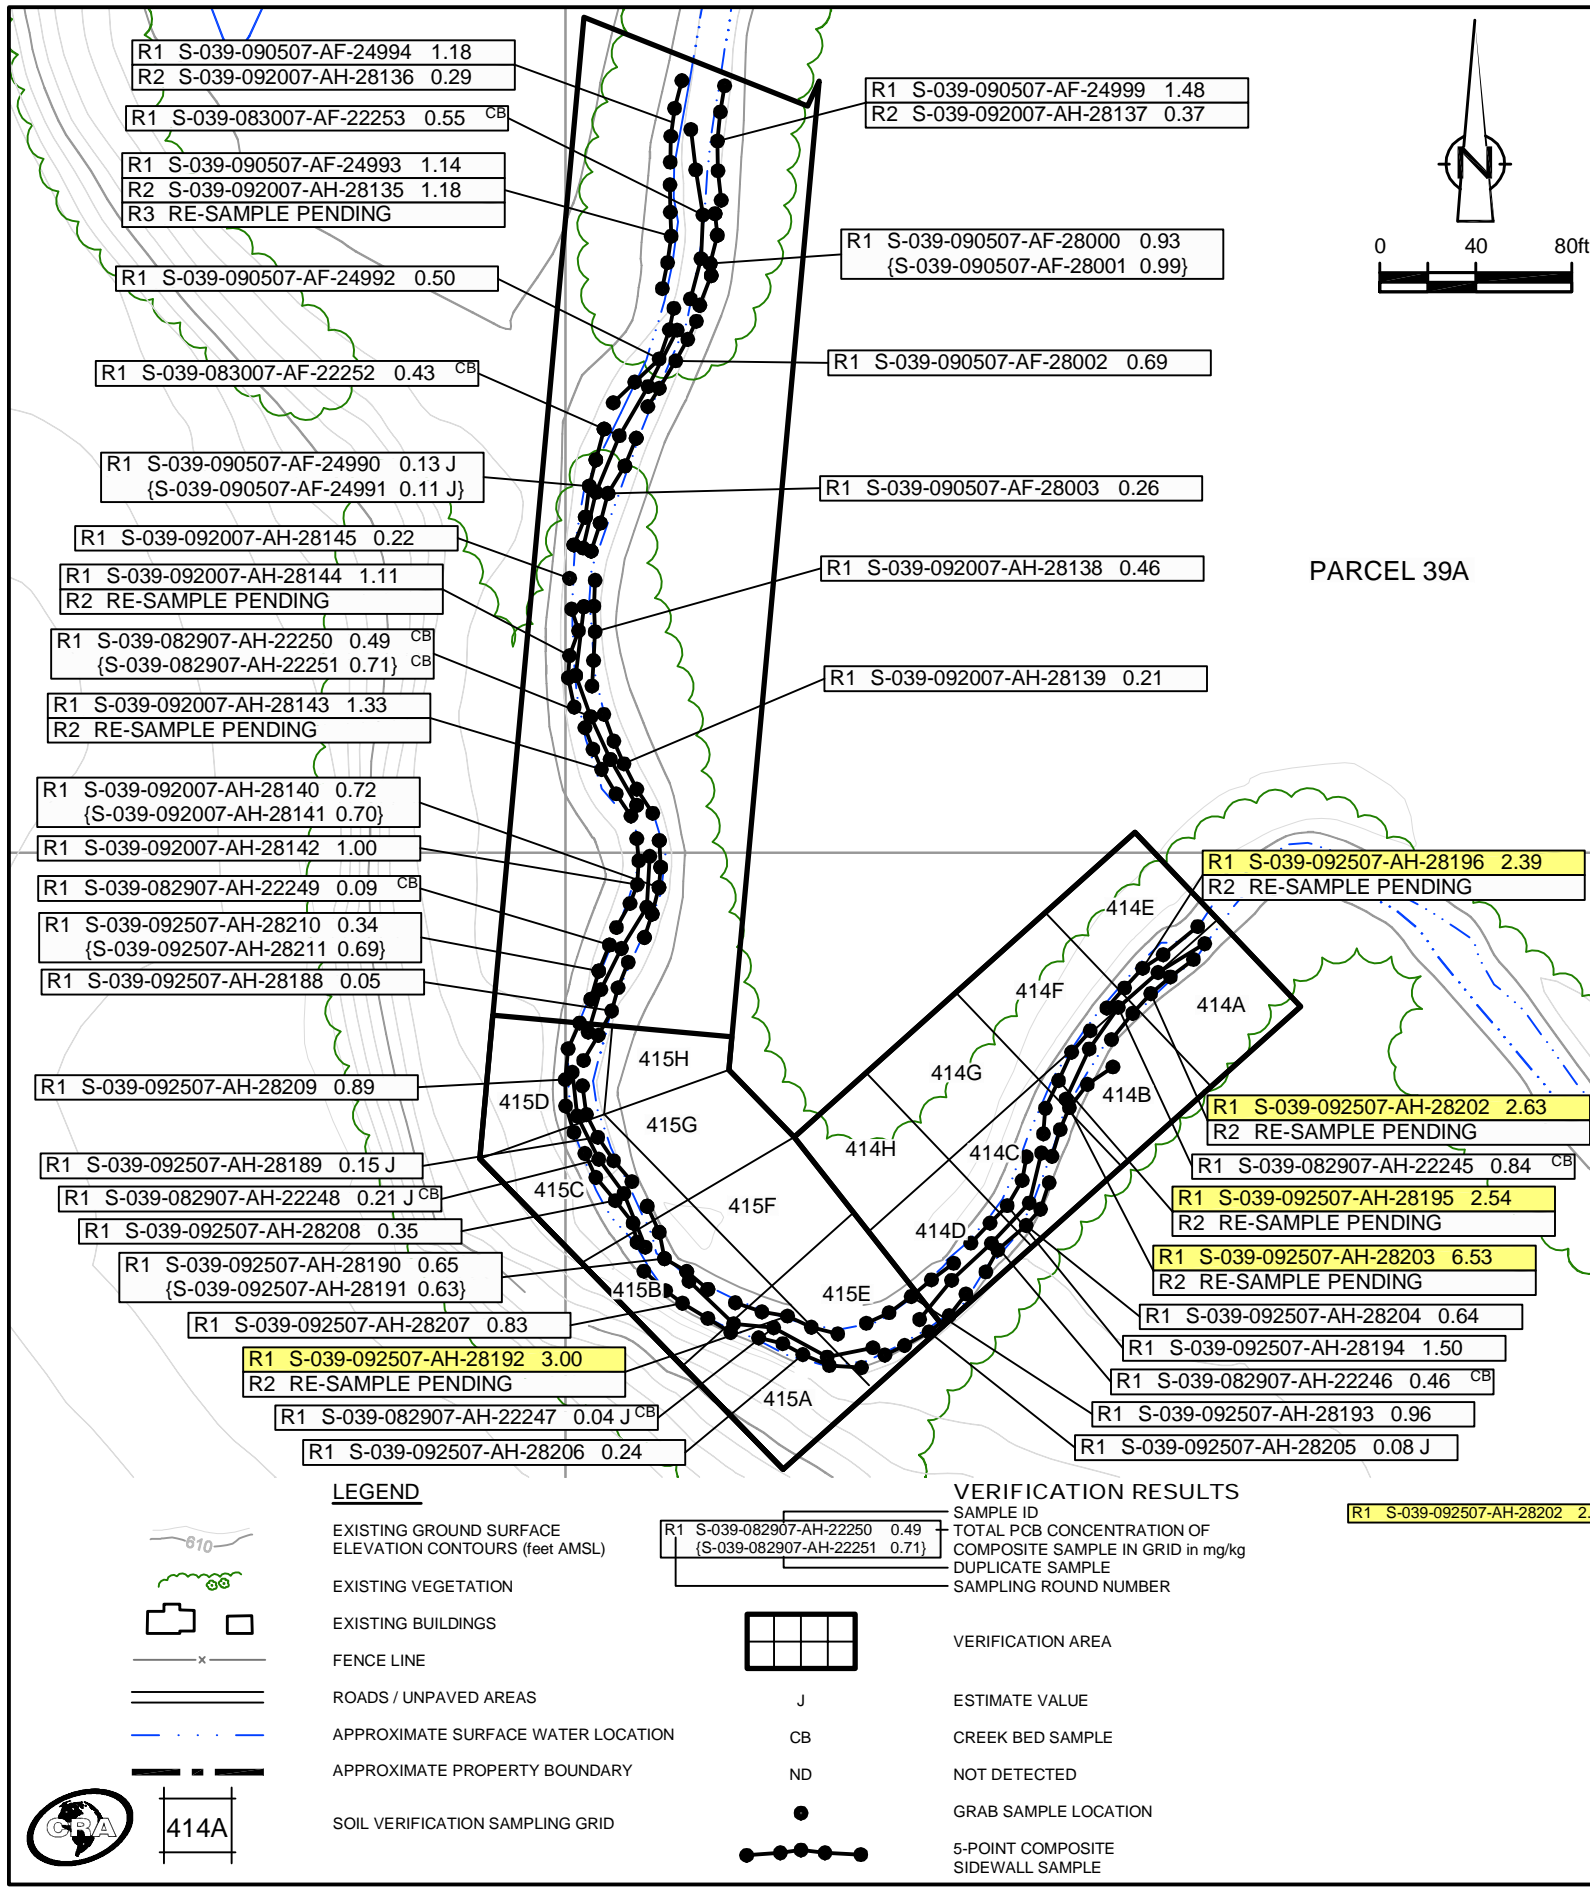 R1 S-039-090507-AF-24994 1.18
R2 S-039-092007-AH-28136 0.29
R1 S-039-083007-AF-22253 0.55 CB
R1 S-039-090507-AF-24993 1.14
R2 S-039-092007-AH-28135 1.18
R3 RE-SAMPLE PENDING
R1 S-039-090507-AF-24992 0.50
R1 S-039-083007-AF-22252 0.43 CB
R1 S-039-090507-AF-24990 0.13 J
{S-039-090507-AF-24991 0.11 J}
R1 S-039-092007-AH-28145 0.22
R1 S-039-092007-AH-28144 1.11
R2 RE-SAMPLE PENDING
R1 S-039-082907-AH-22250 0.49 CB
{S-039-082907-AH-22251 0.71} CB
R1 S-039-092007-AH-28143 1.33
R2 RE-SAMPLE PENDING
R1 S-039-092007-AH-28140 0.72
{S-039-092007-AH-28141 0.70}
R1 S-039-092007-AH-28142 1.00
R1 S-039-082907-AH-22249 0.09 CB
R1 S-039-092507-AH-28210 0.34
{S-039-092507-AH-28211 0.69}
R1 S-039-092507-AH-28188 0.05
R1 S-039-092507-AH-28209 0.89
R1 S-039-092507-AH-28189 0.15 J
R1 S-039-082907-AH-22248 0.21 J CB
R1 S-039-092507-AH-28208 0.35
R1 S-039-092507-AH-28190 0.65
{S-039-092507-AH-28191 0.63}
R1 S-039-092507-AH-28207 0.83
R1 S-039-092507-AH-28192 3.00
R2 RE-SAMPLE PENDING
R1 S-039-082907-AH-22247 0.04 J CB
R1 S-039-092507-AH-28206 0.24
R1 S-039-090507-AF-24999 1.48
R2 S-039-092007-AH-28137 0.37
R1 S-039-090507-AF-28000 0.93
{S-039-090507-AF-28001 0.99}
R1 S-039-090507-AF-28002 0.69
R1 S-039-090507-AF-28003 0.26
R1 S-039-092007-AH-28138 0.46
R1 S-039-092007-AH-28139 0.21
N
0 40 80ft
PARCEL 39A
R1 S-039-092507-AH-28196 2.39
R2 RE-SAMPLE PENDING
R1 S-039-092507-AH-28202 2.63
R2 RE-SAMPLE PENDING
R1 S-039-082907-AH-22245 0.84 CB
R1 S-039-092507-AH-28195 2.54
R2 RE-SAMPLE PENDING
R1 S-039-092507-AH-28203 6.53
R2 RE-SAMPLE PENDING
R1 S-039-092507-AH-28204 0.64
R1 S-039-092507-AH-28194 1.50
R1 S-039-082907-AH-22246 0.46 CB
R1 S-039-092507-AH-28193 0.96
R1 S-039-092507-AH-28205 0.08 J
414E
414F
414A
414G
414B
414H
414C
414D
415H
415D
415G
415C
415F
415B
415E
415A
LEGEND
610
EXISTING GROUND SURFACE
ELEVATION CONTOURS (feet AMSL)
EXISTING VEGETATION
EXISTING BUILDINGS
x
FENCE LINE
ROADS / UNPAVED AREAS
APPROXIMATE SURFACE WATER LOCATION
APPROXIMATE PROPERTY BOUNDARY
CRA
414A
SOIL VERIFICATION SAMPLING GRID
VERIFICATION RESULTS
R1 S-039-082907-AH-22250 0.49
{S-039-082907-AH-22251 0.71}
SAMPLE ID
TOTAL PCB CONCENTRATION OF
COMPOSITE SAMPLE IN GRID in mg/kg
DUPLICATE SAMPLE
SAMPLING ROUND NUMBER
R1 S-039-092507-AH-28202 2.
VERIFICATION AREA
J ESTIMATE VALUE
CB CREEK BED SAMPLE
ND NOT DETECTED
GRAB SAMPLE LOCATION
5-POINT COMPOSITE
SIDEWALL SAMPLE